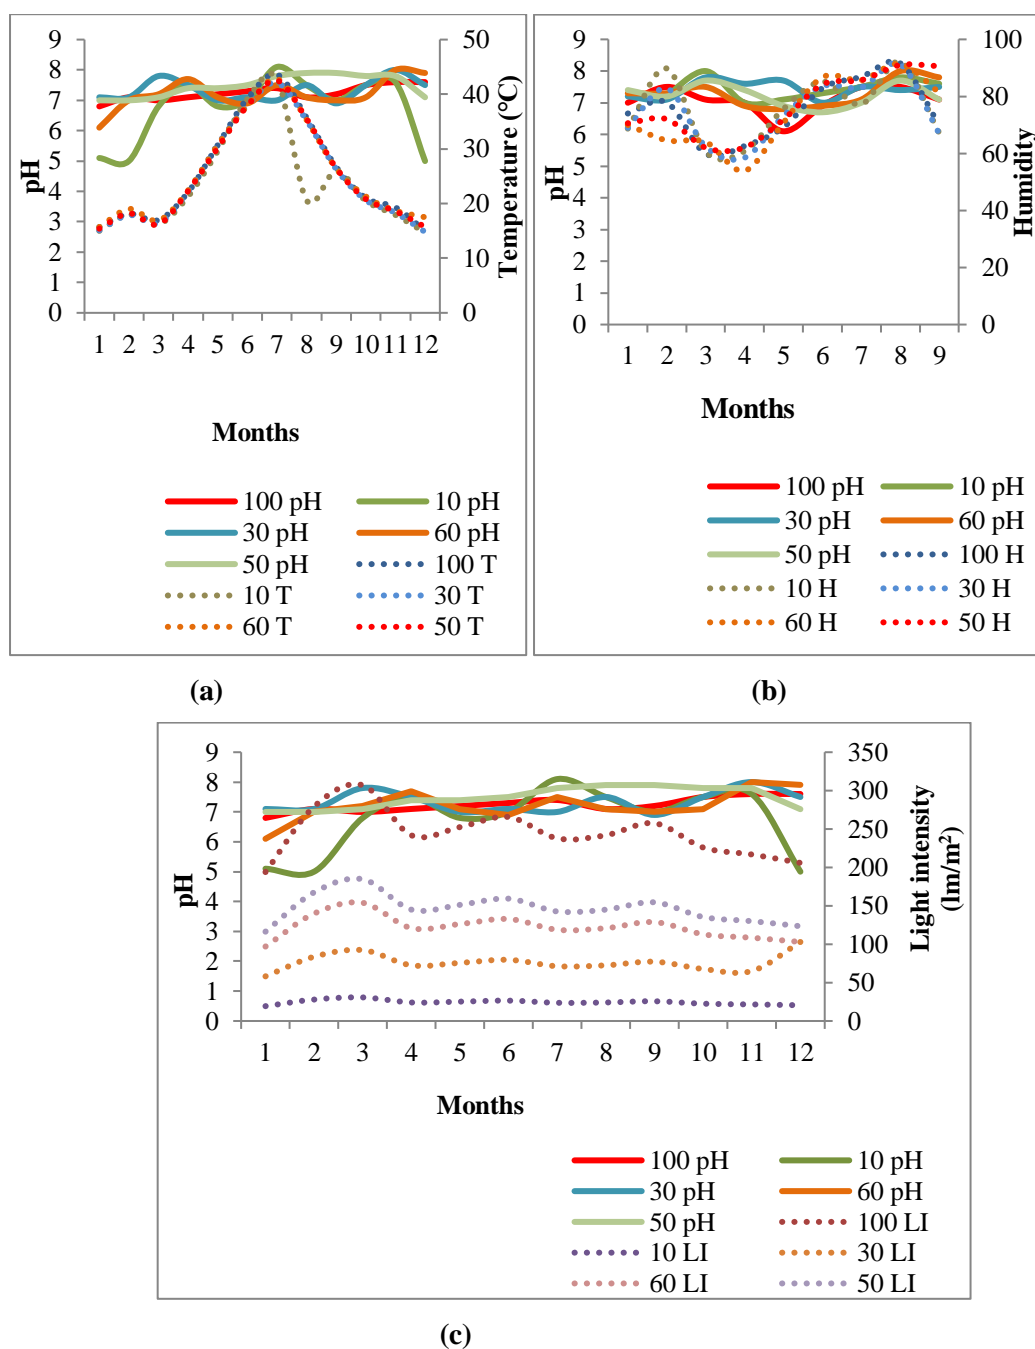 9
8
7
6
5
4
3
2
1
0
pH
50
40
30
20
10
0
Temperature (°C)
1 2 3 4 5 6 7 8 9 10 11 12
Months
100 pH 10 pH
30 pH 60 pH
50 pH 100 T
10 T 30 T
60 T 50 T
(a)
9
8
7
6
5
4
3
2
1
0
pH
100
80
60
40
20
0
Humidity
1 2 3 4 5 6 7 8 9
Months
100 pH 10 pH
30 pH 60 pH
50 pH 100 H
10 H 30 H
60 H 50 H
(b)
9
8
7
6
5
4
3
2
1
0
pH
350
300
250
200
150
100
50
0
Light intensity
(lm/m²)
1 2 3 4 5 6 7 8 9 10 11 12
Months
100 pH 10 pH
30 pH 60 pH
50 pH 100 LI
10 LI 30 LI
60 LI 50 LI
(c)